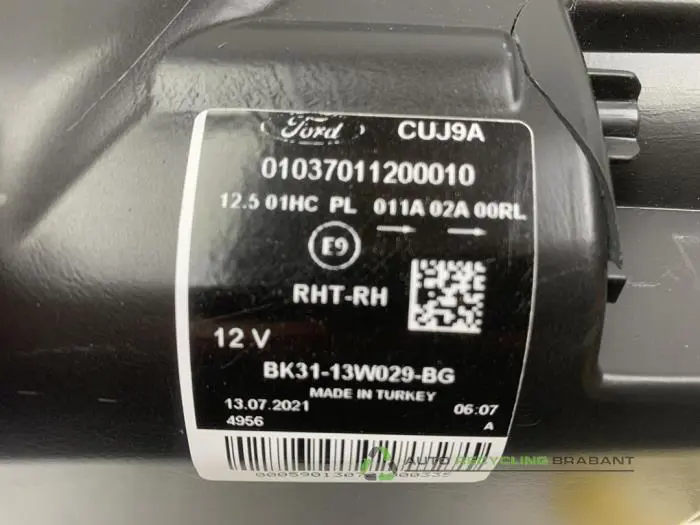 Ford CUJ9A
01037011200010
12.5 01HC PL 011A 02A 00RL
E9
RHT-RH
12 V
BK31-13W029-BG
MADE IN TURKEY
13.07.2021 06:07
4956 A
AUTO RECYCLING BRABANT